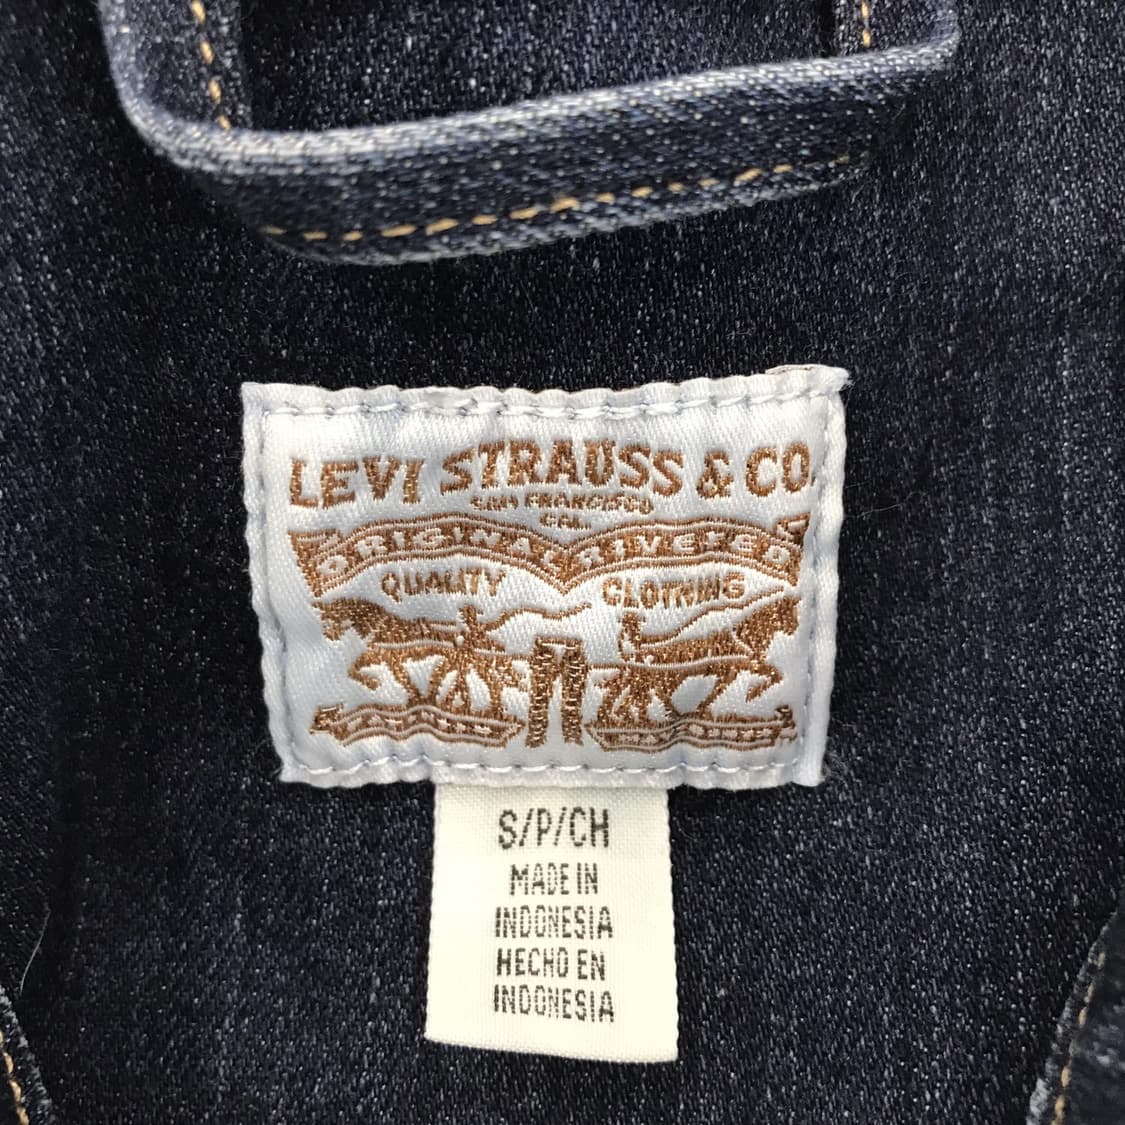 LEVI STRAUSS & CO.
SAN FRANCISCO
CAL.
ORIGINAL RIVETED
QUALITY CLOTHING
S/P/CH
MADE IN
INDONESIA
HECHO EN
INDONESIA